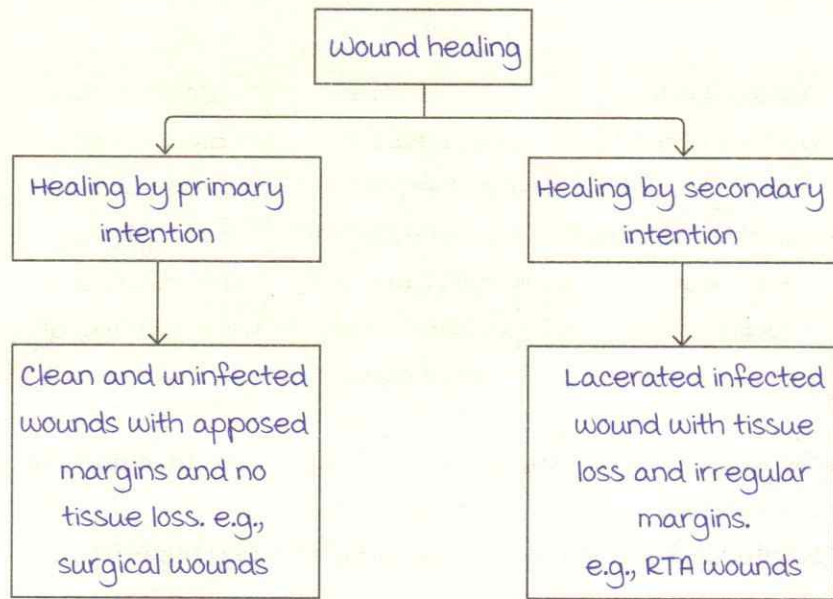 Wound healing
Healing by primary
intention
Healing by secondary
intention
Clean and uninfected
wounds with apposed
margins and no
tissue loss. e.g.,
surgical wounds
Lacerated infected
wound with tissue
loss and irregular
margins.
e.g., RTA wounds